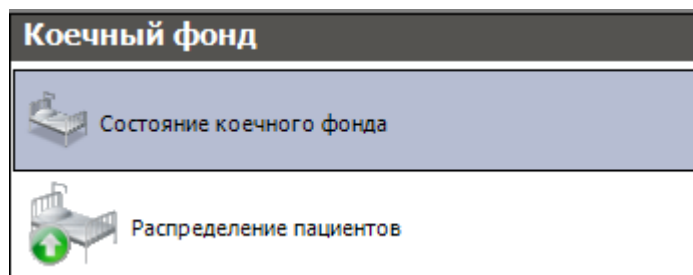 Коечный фонд
Состояние коечного фонда
Распределение пациентов